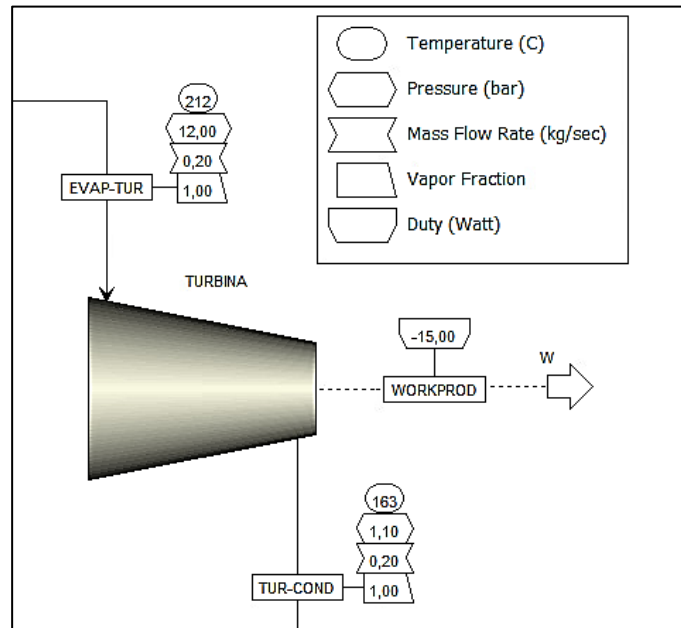 Temperature (C)
Pressure (bar)
Mass Flow Rate (kg/sec)
Vapor Fraction
Duty (Watt)
212
12,00
0,20
EVAP-TUR
1,00
TURBINA
-15,00
W
WORKPROD
163
1,10
0,20
TUR-COND
1,00